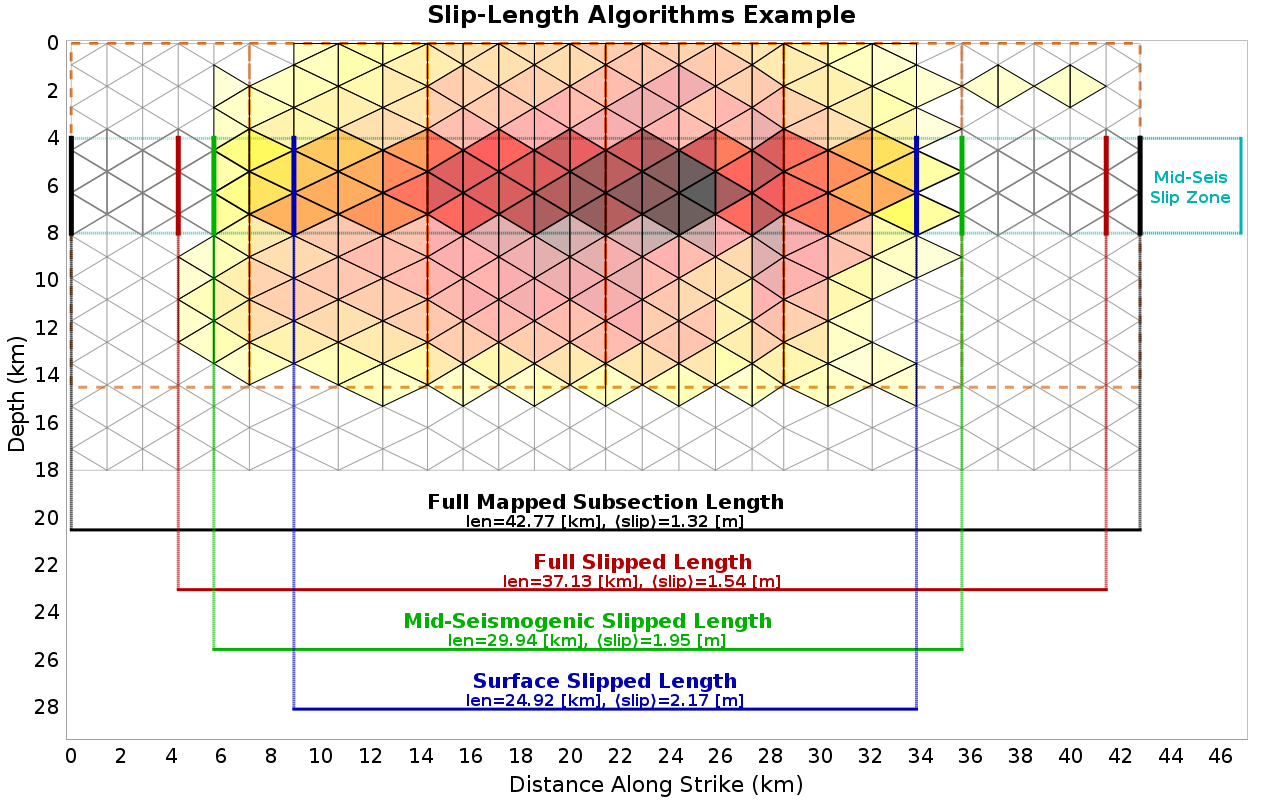 Slip-Length Algorithms Example
0
2
4
6
8
10
12
14
16
18
20
22
24
26
28
Depth (km)
Mid-Seis
Slip Zone
Full Mapped Subsection Length
len=42.77 [km], ⟨slip⟩=1.32 [m]
Full Slipped Length
len=37.13 [km], ⟨slip⟩=1.54 [m]
Mid-Seismogenic Slipped Length
len=29.94 [km], ⟨slip⟩=1.95 [m]
Surface Slipped Length
len=24.92 [km], ⟨slip⟩=2.17 [m]
0 2 4 6 8 10 12 14 16 18 20 22 24 26 28 30 32 34 36 38 40 42 44 46
Distance Along Strike (km)